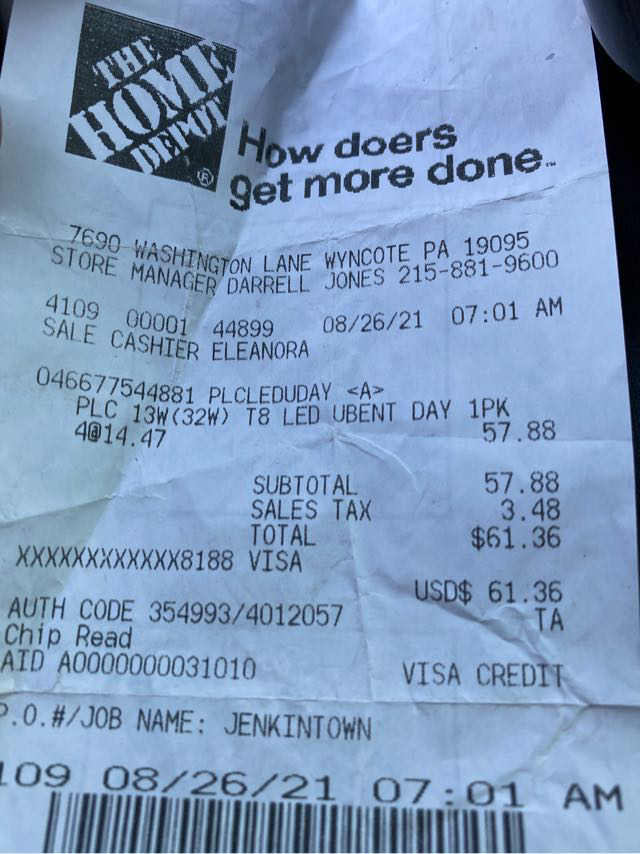 THE
HOME
DEPOT
®
How doers
get more done.™
7690 WASHINGTON LANE WYNCOTE PA 19095
STORE MANAGER DARRELL JONES 215-881-9600
4109 00001 44899 08/26/21 07:01 AM
SALE CASHIER ELEANORA
046677544881 PLCLEDUDAY <A>
PLC 13W(32W) T8 LED UBENT DAY 1PK
4@14.47 57.88
SUBTOTAL 57.88
SALES TAX 3.48
TOTAL $61.36
XXXXXXXXXXXX8188 VISA
USD$ 61.36
AUTH CODE 354993/4012057 TA
Chip Read
AID A0000000031010 VISA CREDIT
P.O.#/JOB NAME: JENKINTOWN
109 08/26/21 07:01 AM